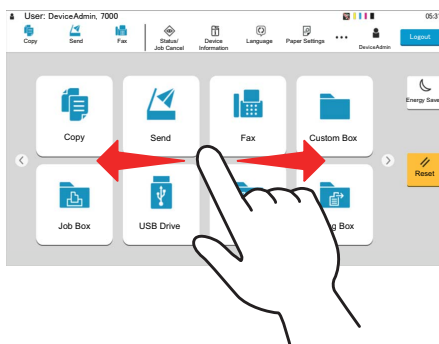 User: DeviceAdmin, 7000
05:3
Copy
Send
Fax
Status/
Job Cancel
Device
Information
Language
Paper Settings
DeviceAdmin
Logout
Energy Save
Copy
Send
Fax
Custom Box
Reset
Job Box
USB Drive
g Box